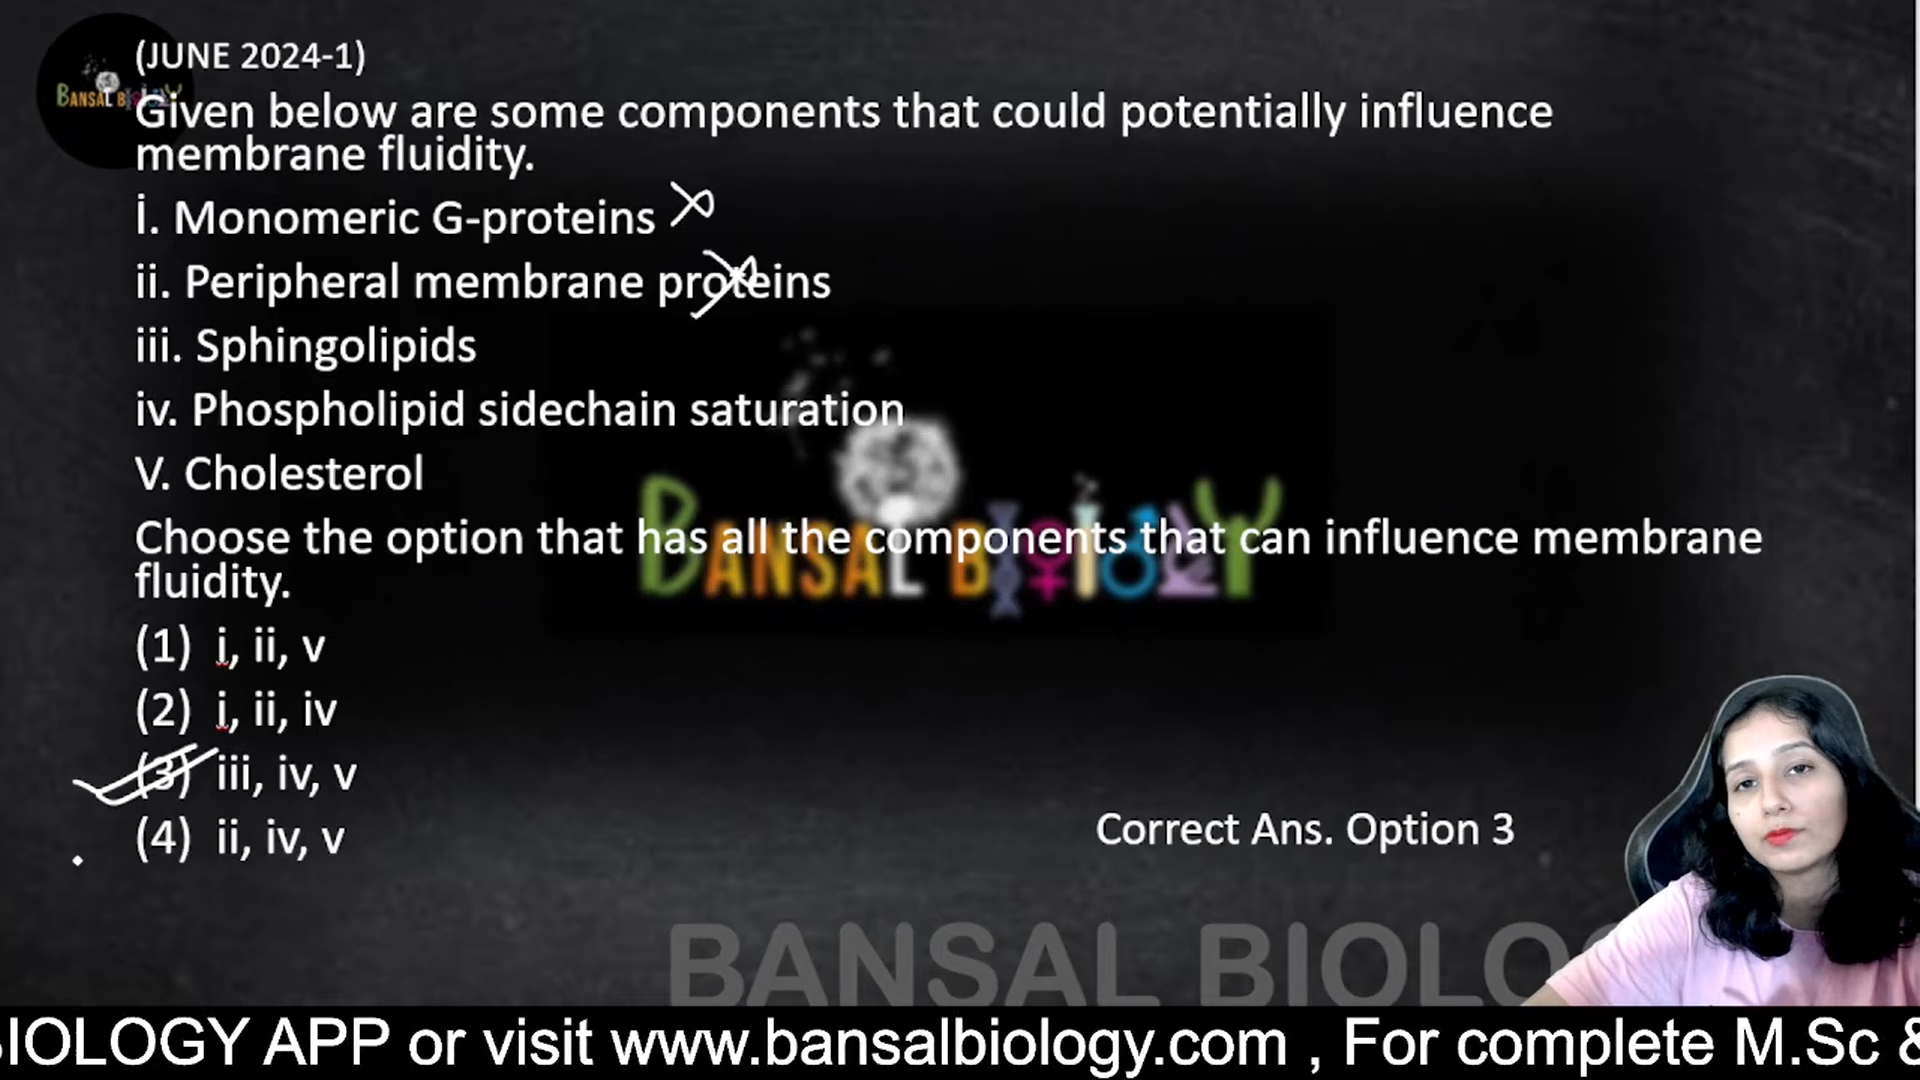 (JUNE 2024-1)
BANSAL BIOLOGY
Given below are some components that could potentially influence
membrane fluidity.
i. Monomeric G-proteins
ii. Peripheral membrane proteins
iii. Sphingolipids
iv. Phospholipid sidechain saturation
V. Cholesterol
BANSAL BIOLOGY
Choose the option that has all the components that can influence membrane
fluidity.
(1) i, ii, v
(2) i, ii, iv
(3) iii, iv, v
(4) ii, iv, v
Correct Ans. Option 3
BANSAL BIOLO
BIOLOGY APP or visit www.bansalbiology.com , For complete M.Sc &